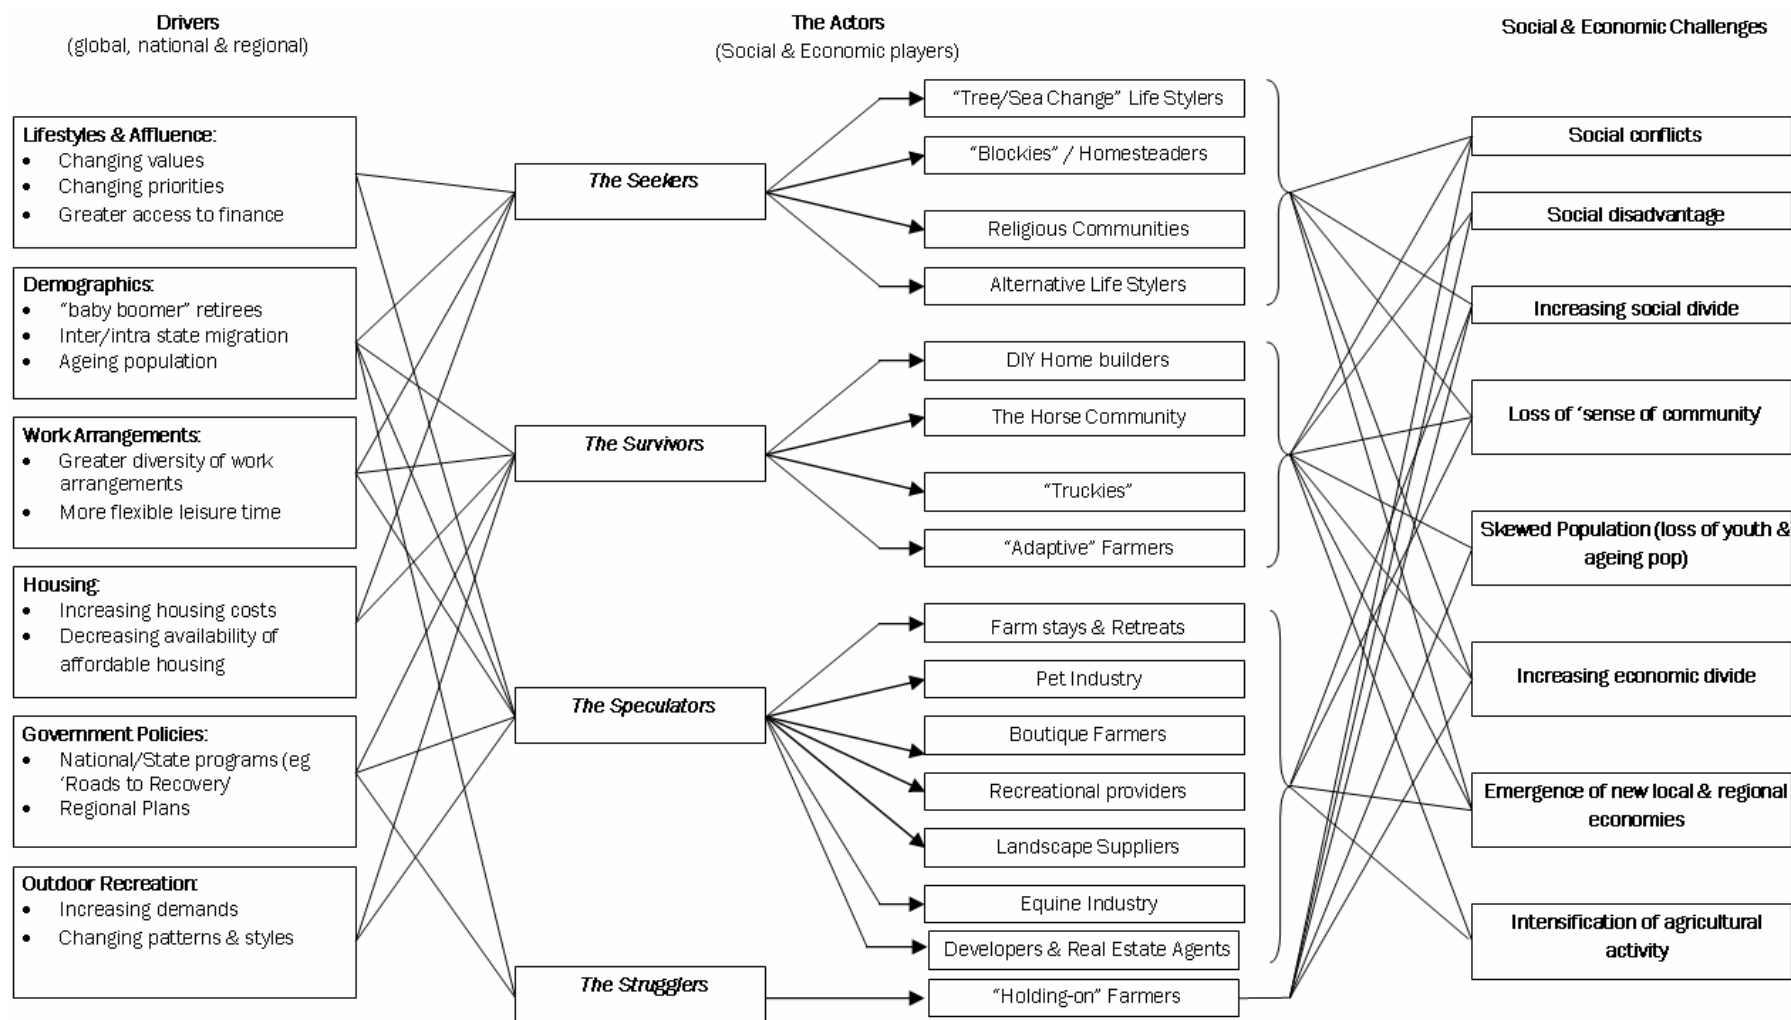 Drivers
(global, national & regional)
The Actors
(Social & Economic players)
Social & Economic Challenges
Lifestyles & Affluence:
• Changing values
• Changing priorities
• Greater access to finance
Demographics:
• “baby boomer” retirees
• Inter/intra state migration
• Ageing population
Work Arrangements:
• Greater diversity of work
arrangements
• More flexible leisure time
Housing:
• Increasing housing costs
• Decreasing availability of
affordable housing
Government Policies:
• National/State programs (eg
‘Roads to Recovery’
• Regional Plans
Outdoor Recreation:
• Increasing demands
• Changing patterns & styles
The Seekers
The Survivors
The Speculators
The Strugglers
“Tree/Sea Change” Life Stylers
“Blockies” / Homesteaders
Religious Communities
Alternative Life Stylers
DIY Home builders
The Horse Community
“Truckies”
“Adaptive” Farmers
Farm stays & Retreats
Pet Industry
Boutique Farmers
Recreational providers
Landscape Suppliers
Equine Industry
Developers & Real Estate Agents
“Holding-on” Farmers
Social conflicts
Social disadvantage
Increasing social divide
Loss of ‘sense of community’
Skewed Population (loss of youth &
ageing pop)
Increasing economic divide
Emergence of new local & regional
economies
Intensification of agricultural
activity